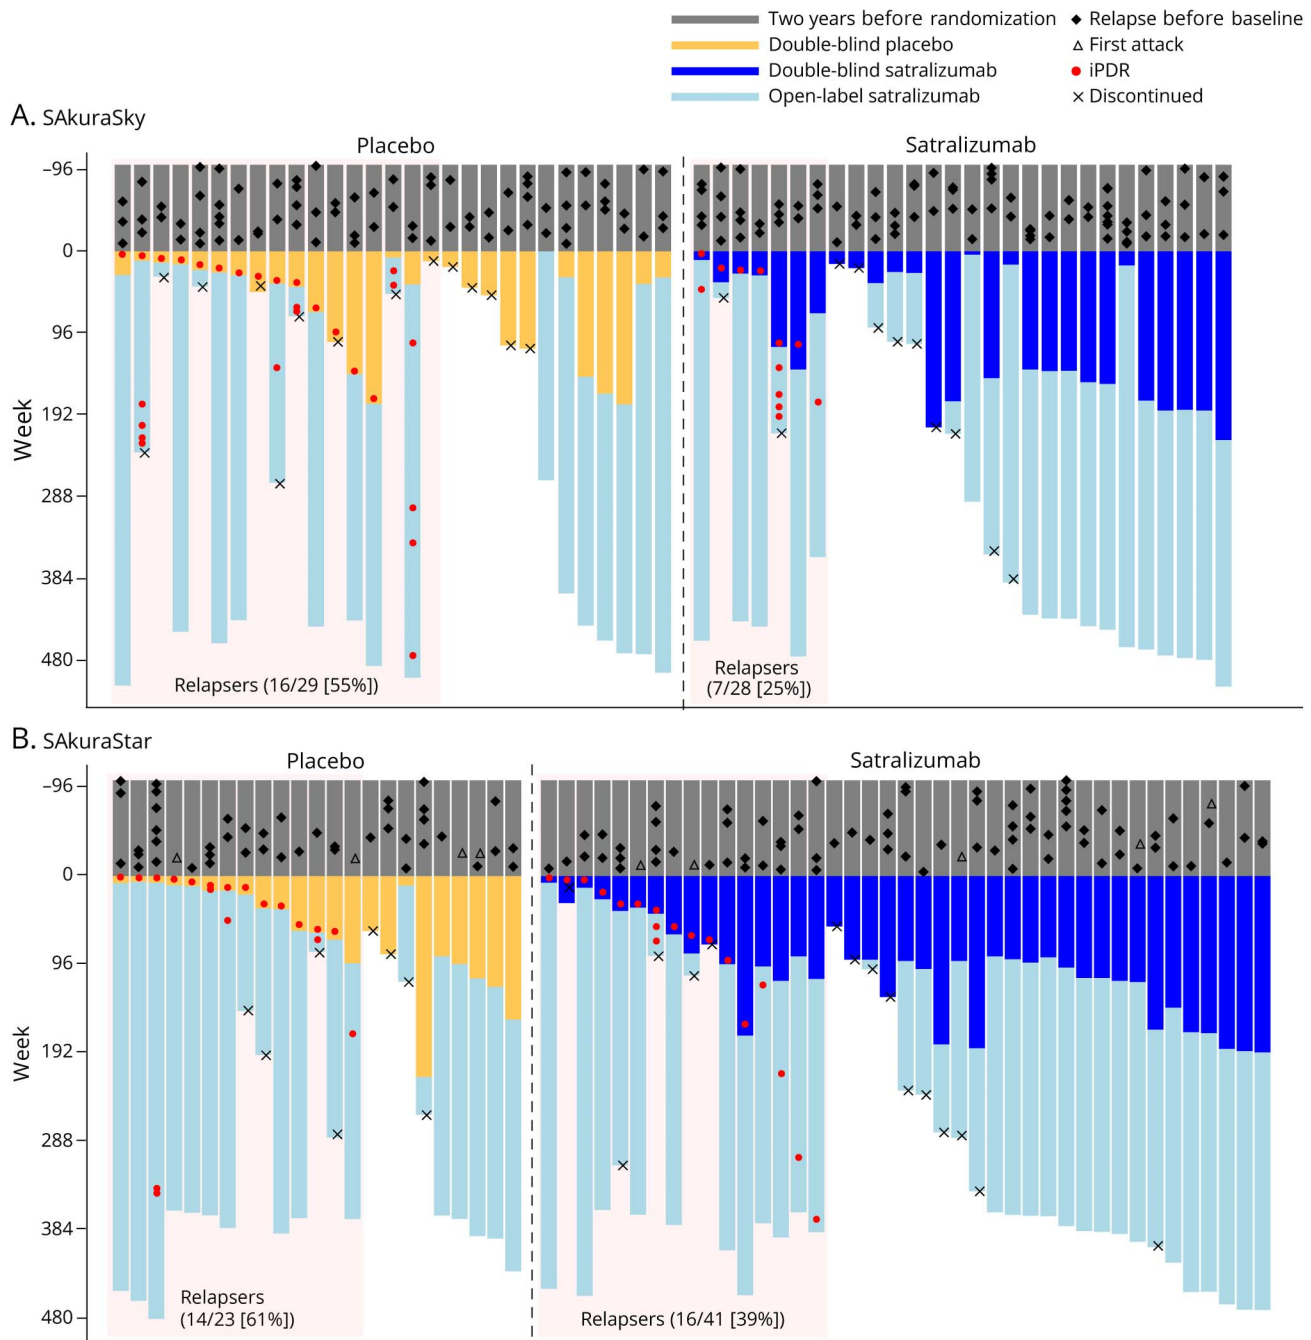 Two years before randomization
Double-blind placebo
Double-blind satralizumab
Open-label satralizumab
Relapse before baseline
First attack
iPDR
Discontinued
A. SAkuraSky
Placebo
Satralizumab
Week
-96
0
96
192
288
384
480
Relapsers (16/29 [55%])
Relapsers
(7/28 [25%])
B. SAkuraStar
Placebo
Satralizumab
Week
-96
0
96
192
288
384
480
Relapsers
(14/23 [61%])
Relapsers (16/41 [39%])